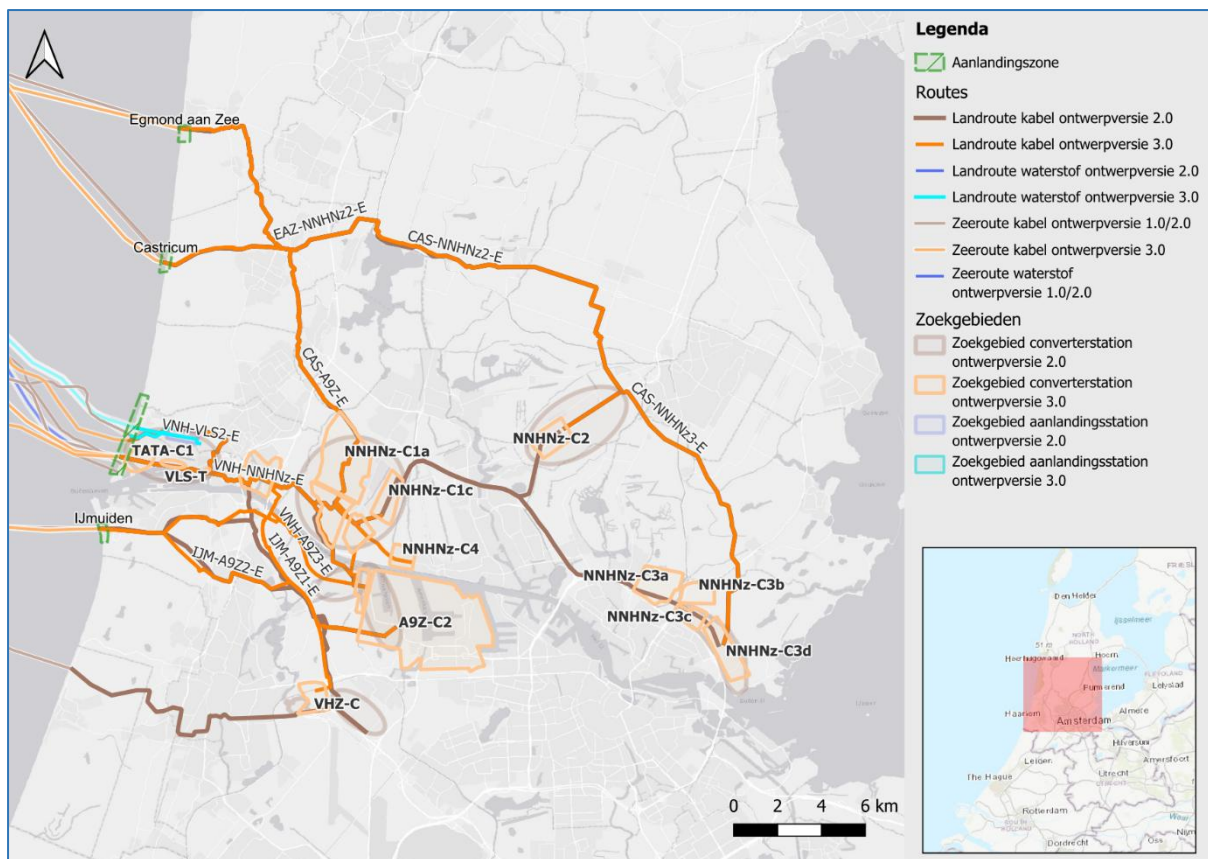 Egmond aan Zee
Castricum
EAZ-NNHNz2-E
CAS-NNHNz2-E
CAS-A9Z-E
CAS-NNHNz3-E
VNH-VLS2-E
TATA-C1
VLS-T
VNH-NNHNz-E
NNHNz-C1a
NNHNz-C1c
NNHNz-C2
NNHNz-C4
IJmuiden
IJM-A9Z2-E
IJM-A9Z1-E
VNH-A9Z3-E
A9Z-C2
NNHNz-C3a
NNHNz-C3b
NNHNz-C3c
NNHNz-C3d
VHZ-C
0 2 4 6 km
Legenda
Aanlandingszone
Routes
Landroute kabel ontwerpversie 2.0
Landroute kabel ontwerpversie 3.0
Landroute waterstof ontwerpversie 2.0
Landroute waterstof ontwerpversie 3.0
Zeeroute kabel ontwerpversie 1.0/2.0
Zeeroute kabel ontwerpversie 3.0
Zeeroute waterstof
ontwerpversie 1.0/2.0
Zoekgebieden
Zoekgebied converterstation
ontwerpversie 2.0
Zoekgebied converterstation
ontwerpversie 3.0
Zoekgebied aanlandingsstation
ontwerpversie 2.0
Zoekgebied aanlandingsstation
ontwerpversie 3.0
Den Helder
NORTH
HOLLAND
Hoorn
Markermeer
Purmerend
Lelystad
Haarlem
Almere
Amsterdam
Hilversum
Amersfoort
Leiden
Utrecht
UTRECHT
The Hague
Rotterdam
SOUTH
HOLLAND
Dordrecht